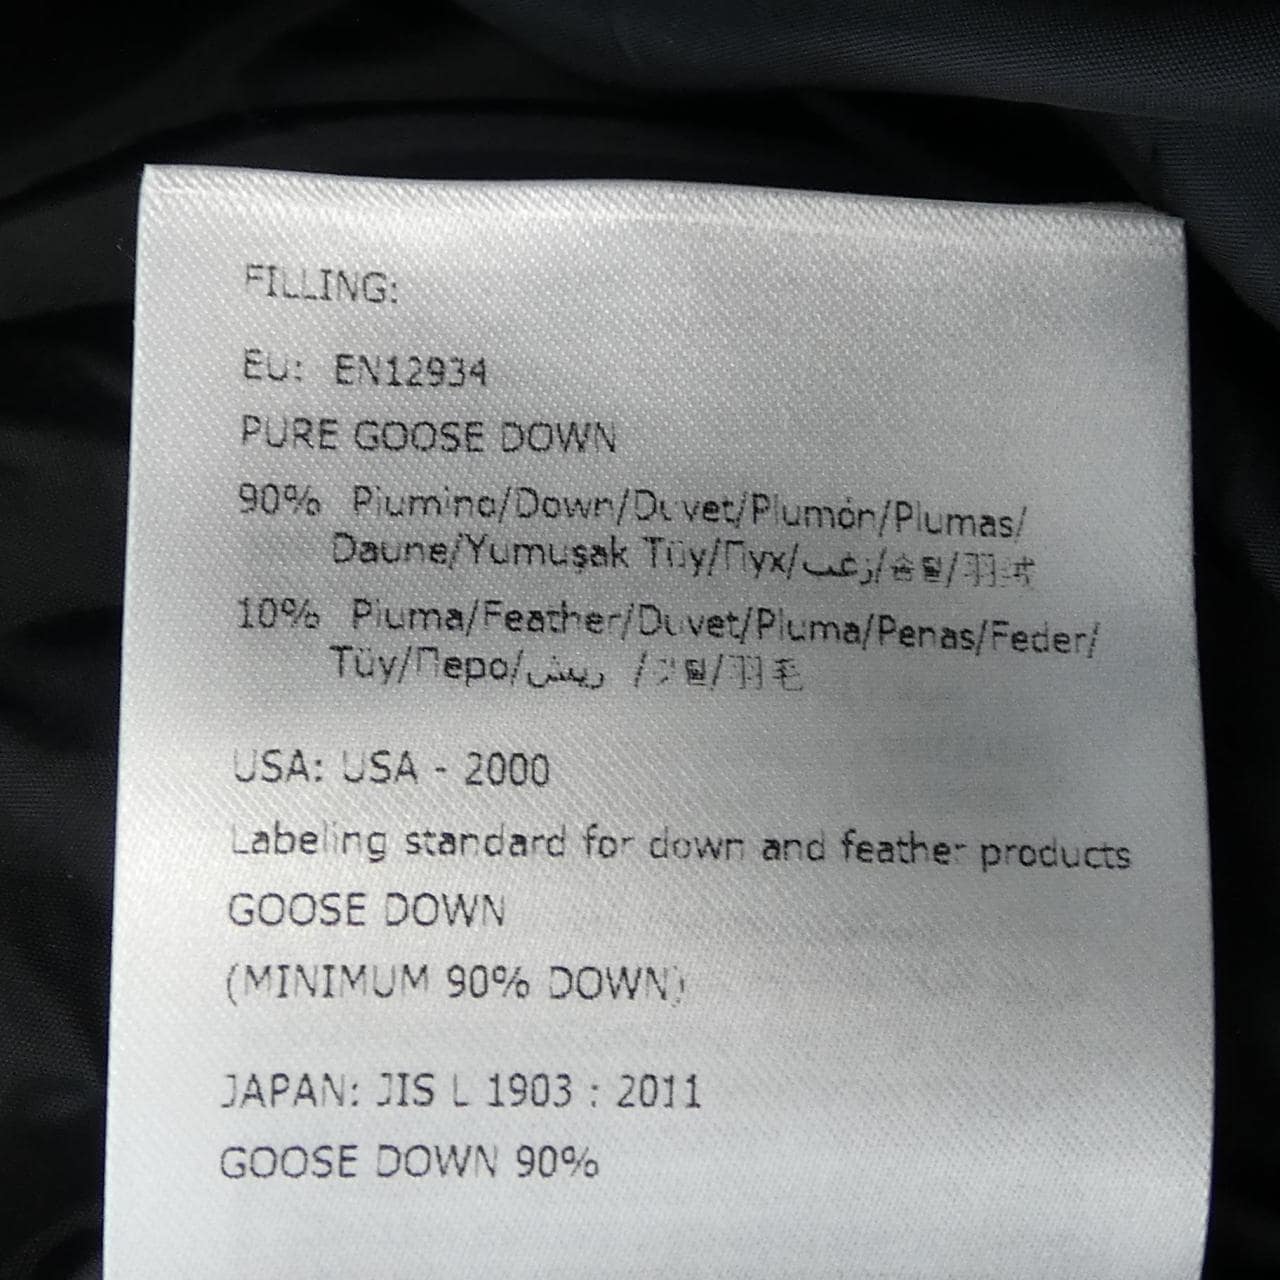 FILLING:
EU: EN12934
PURE GOOSE DOWN
90% Piumino/Down/Duvet/Plumón/Plumas/
Daune/Yumuşak Tüy/Пух/زغب/솜털/羽绒
10% Piuma/Feather/Duvet/Pluma/Penas/Feder/
Tüy/Перо/ريش /깃털/羽毛
USA: USA - 2000
Labeling standard for down and feather products
GOOSE DOWN
(MINIMUM 90% DOWN)
JAPAN: JIS L 1903 : 2011
GOOSE DOWN 90%